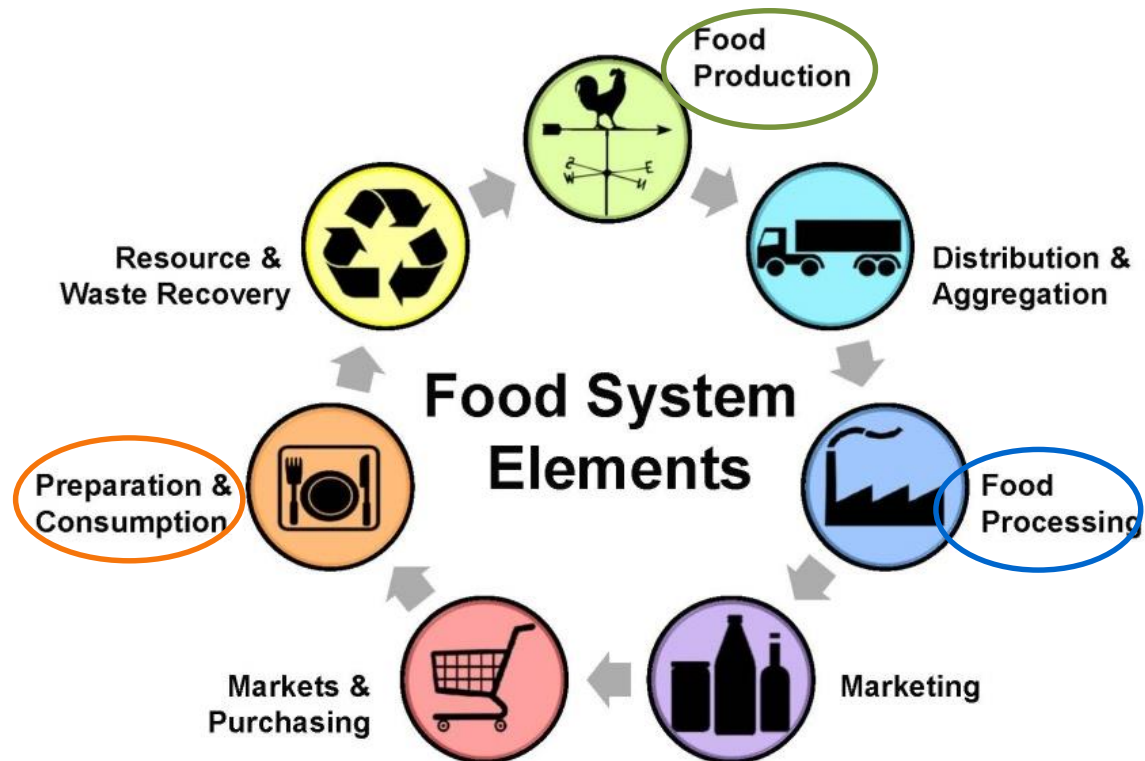 Food
Production
S
E
W
N
Distribution &
Aggregation
Food
Processing
Marketing
Markets &
Purchasing
Preparation &
Consumption
Resource &
Waste Recovery
Food System
Elements